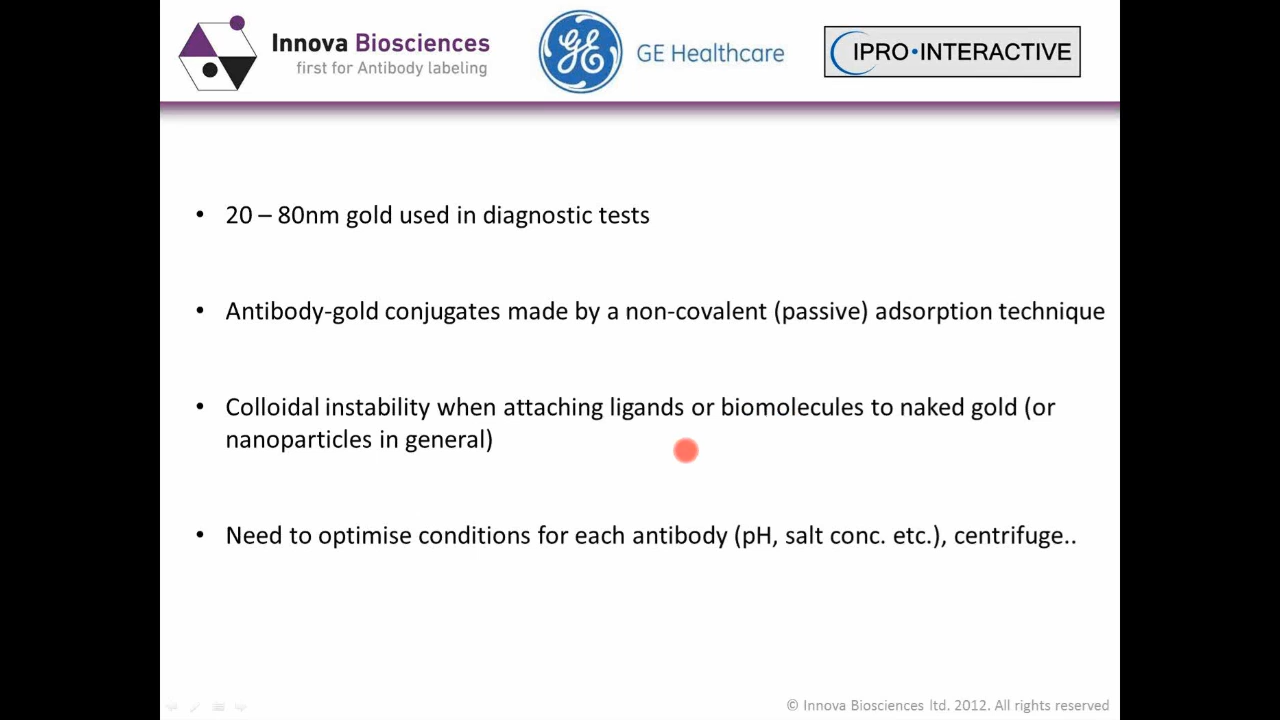 Innova Biosciences
first for Antibody labeling
GE
GE Healthcare
IPRO•INTERACTIVE
• 20 – 80nm gold used in diagnostic tests
• Antibody-gold conjugates made by a non-covalent (passive) adsorption technique
• Colloidal instability when attaching ligands or biomolecules to naked gold (or
nanoparticles in general)
• Need to optimise conditions for each antibody (pH, salt conc. etc.), centrifuge..
© Innova Biosciences ltd. 2012. All rights reserved